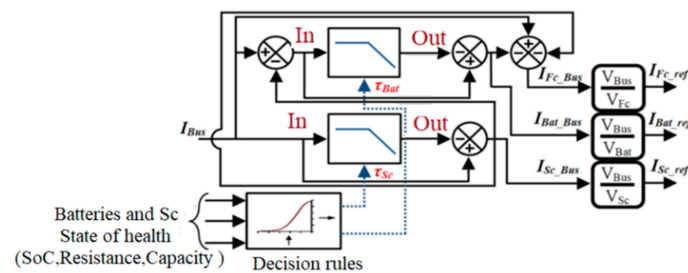 In
Out
τBat
IFc_Bus
VBus
VFc
IFc_ref
IBus
In
Out
IBat_Bus
VBus
VBat
IBat_ref
τSc
ISc_Bus
VBus
VSc
ISc_ref
Batteries and Sc
State of health
(SoC,Resistance,Capacity )
Decision rules